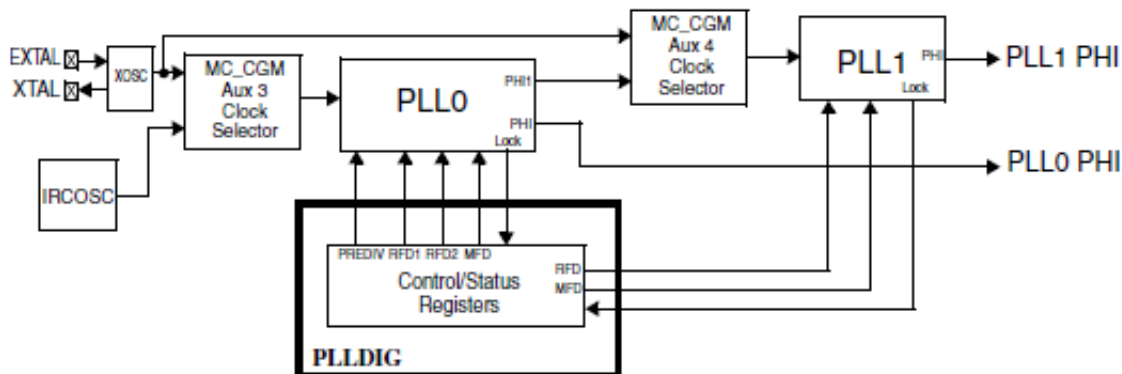 EXTAL
XTAL
XOSC
MC_CGM
Aux 3
Clock
Selector
IRCOSC
PLL0
PHI1
PHI
Lock
MC_CGM
Aux 4
Clock
Selector
PLL1
PHI
Lock
PLL1 PHI
PLL0 PHI
PREDIV RFD1 RFD2 MFD
Control/Status
Registers
RFD
MFD
PLLDIG